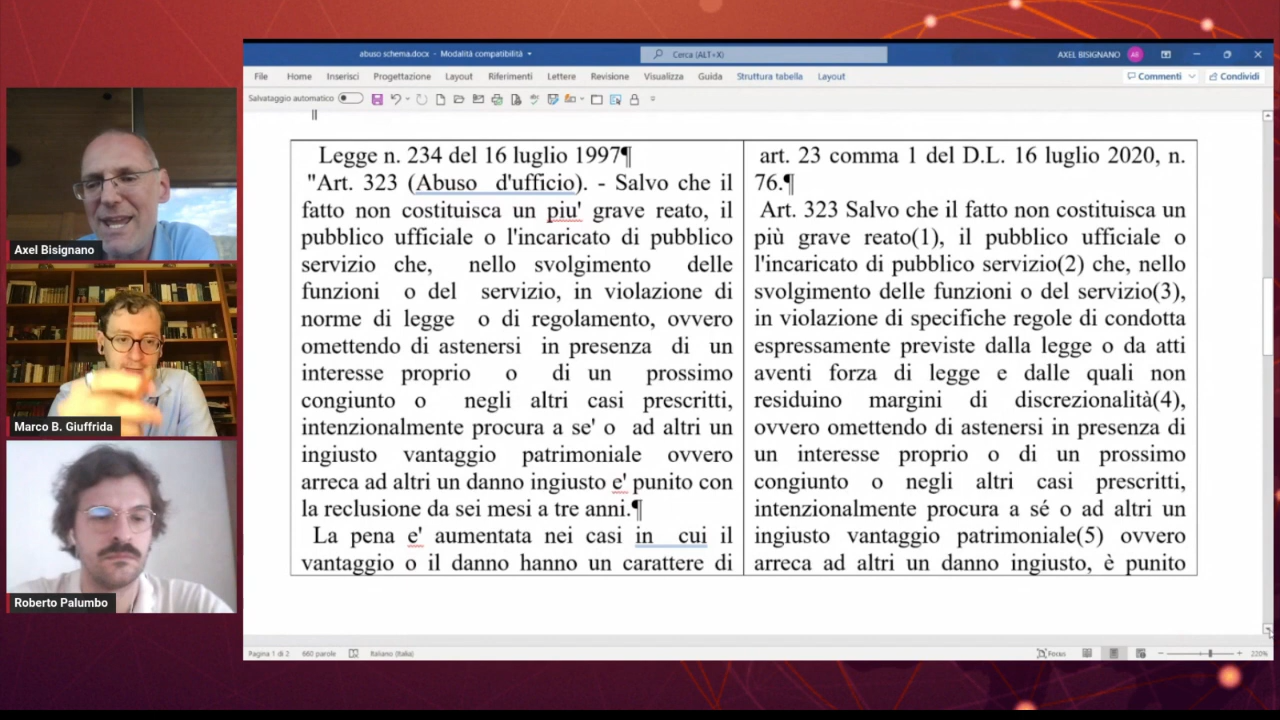 abuso schema.docx - Modalità compatibilità
Cerca (ALT+X)
AXEL BISIGNANO
AB
File Home Inserisci Progettazione Layout Riferimenti Lettere Revisione Visualizza Guida Struttura tabella Layout
Commenti
Condividi
Salvataggio automatico
Legge n. 234 del 16 luglio 1997¶
"Art. 323 (Abuso d'ufficio). - Salvo che il
fatto non costituisca un piu' grave reato, il
pubblico ufficiale o l'incaricato di pubblico
servizio che, nello svolgimento delle
funzioni o del servizio, in violazione di
norme di legge o di regolamento, ovvero
omettendo di astenersi in presenza di un
interesse proprio o di un prossimo
congiunto o negli altri casi prescritti,
intenzionalmente procura a se' o ad altri un
ingiusto vantaggio patrimoniale ovvero
arreca ad altri un danno ingiusto e' punito con
la reclusione da sei mesi a tre anni.¶
La pena e' aumentata nei casi in cui il
vantaggio o il danno hanno un carattere di
art. 23 comma 1 del D.L. 16 luglio 2020, n.
76.¶
Art. 323 Salvo che il fatto non costituisca un
più grave reato(1), il pubblico ufficiale o
l'incaricato di pubblico servizio(2) che, nello
svolgimento delle funzioni o del servizio(3),
in violazione di specifiche regole di condotta
espressamente previste dalla legge o da atti
aventi forza di legge e dalle quali non
residuino margini di discrezionalità(4),
ovvero omettendo di astenersi in presenza di
un interesse proprio o di un prossimo
congiunto o negli altri casi prescritti,
intenzionalmente procura a sé o ad altri un
ingiusto vantaggio patrimoniale(5) ovvero
arreca ad altri un danno ingiusto, è punito
Axel Bisignano
Marco B. Giuffrida
Roberto Palumbo
Pagina 1 di 2 660 parole Italiano (Italia)
Focus
220%